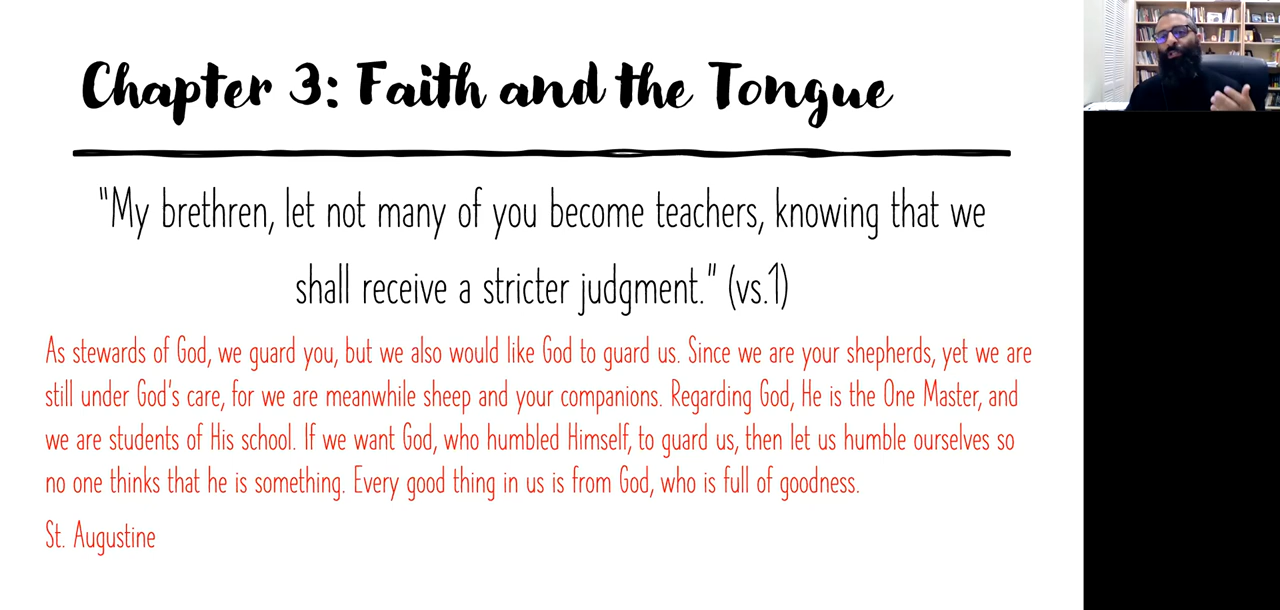 Chapter 3: Faith and the Tongue
"My brethren, let not many of you become teachers, knowing that we
shall receive a stricter judgment." (vs.1)
As stewards of God, we guard you, but we also would like God to guard us. Since we are your shepherds, yet we are
still under God's care, for we are meanwhile sheep and your companions. Regarding God, He is the One Master, and
we are students of His school. If we want God, who humbled Himself, to guard us, then let us humble ourselves so
no one thinks that he is something. Every good thing in us is from God, who is full of goodness.
St. Augustine